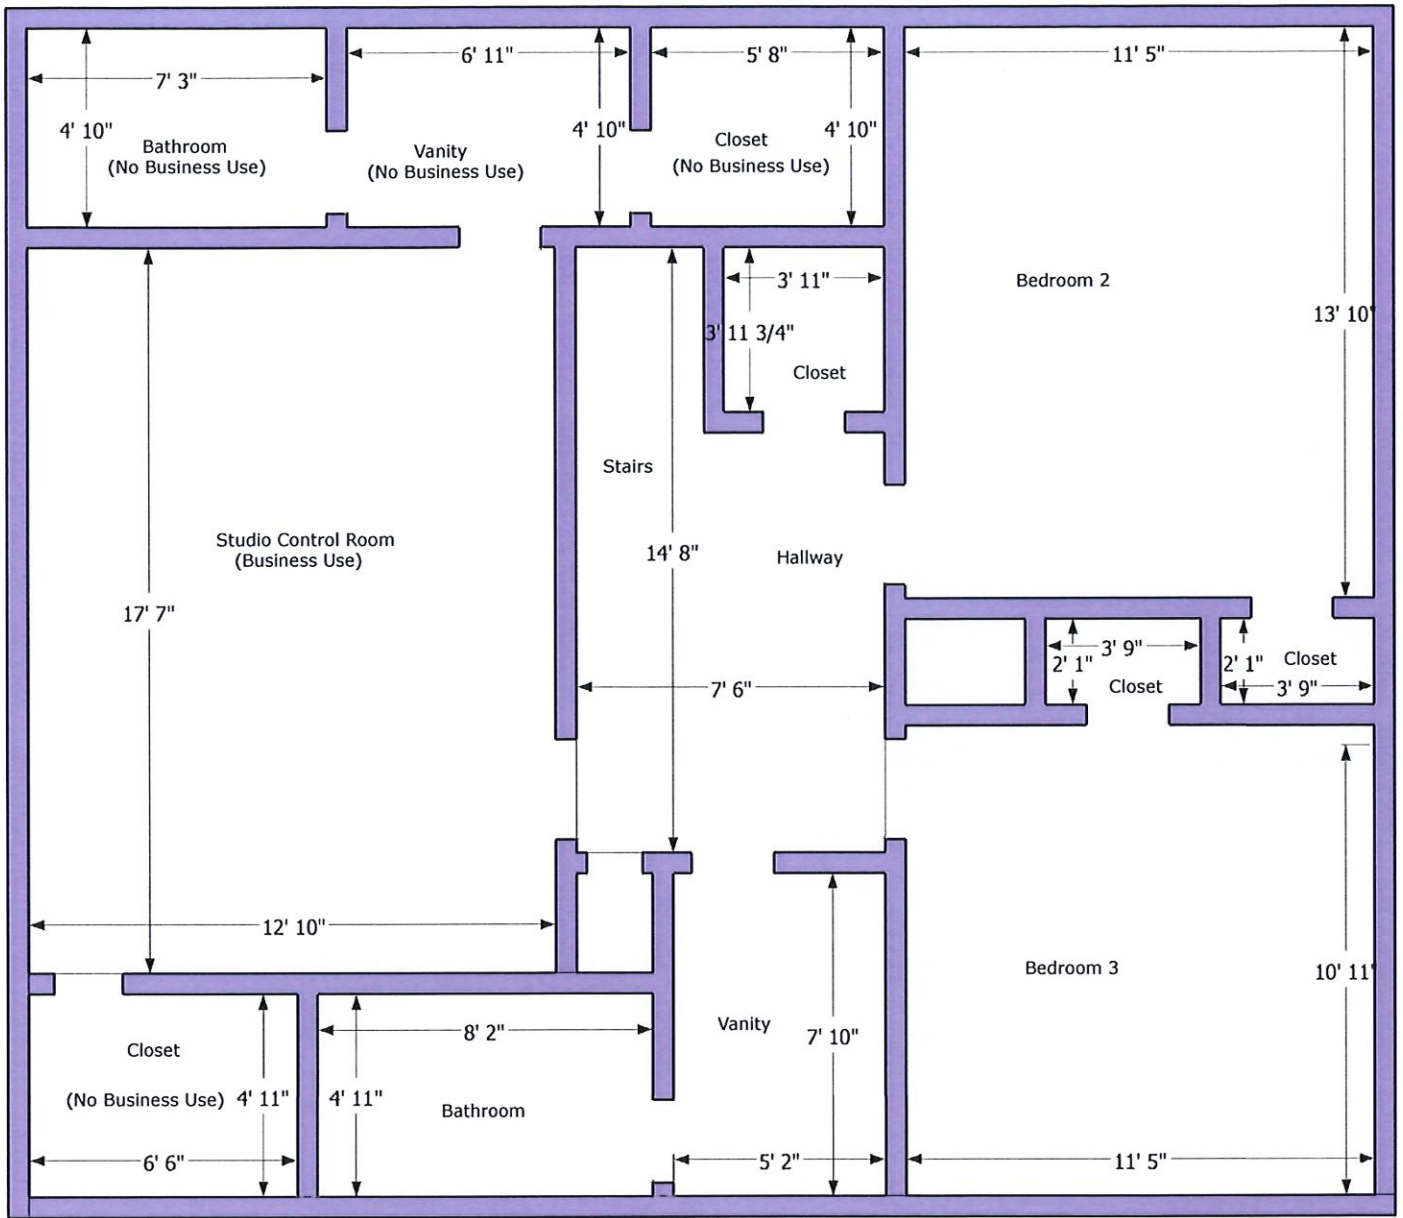 6' 11"
5' 8"
11' 5"
7' 3"
4' 10"
4' 10"
4' 10"
Bathroom
(No Business Use)
Vanity
(No Business Use)
Closet
(No Business Use)
3' 11"
Bedroom 2
13' 10"
3' 11 3/4"
Closet
Stairs
Studio Control Room
(Business Use)
14' 8"
Hallway
17' 7"
3' 9"
2' 1"
Closet
2' 1"
Closet
3' 9"
7' 6"
12' 10"
Bedroom 3
10' 11"
8' 2"
Vanity
7' 10"
Closet
(No Business Use)
4' 11"
4' 11"
Bathroom
6' 6"
5' 2"
11' 5"